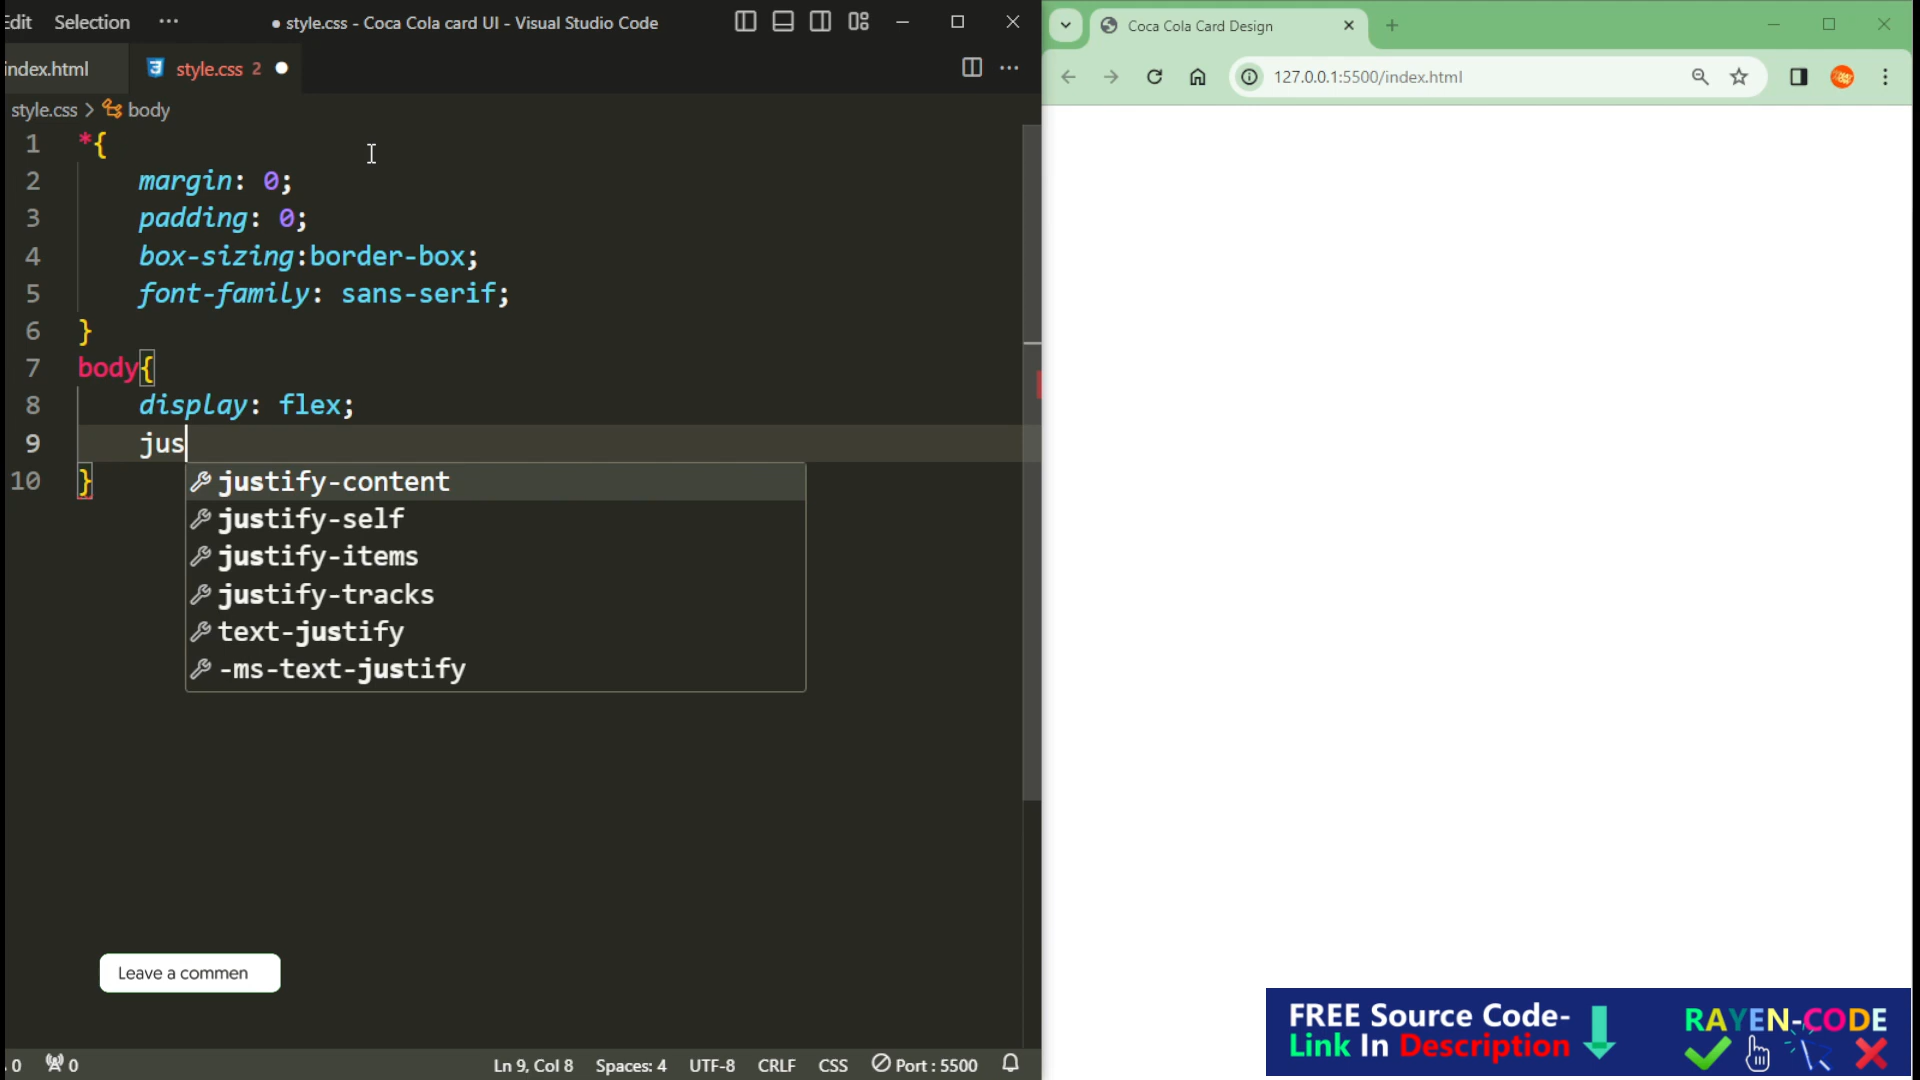 Edit Selection ···
● style.css - Coca Cola card UI - Visual Studio Code
index.html
style.css 2 ●
style.css > body
1 *{
2 margin: 0;
3 padding: 0;
4 box-sizing:border-box;
5 font-family: sans-serif;
6 }
7 body{
8 display: flex;
9 jus
10 }
justify-content
justify-self
justify-items
justify-tracks
text-justify
-ms-text-justify
Leave a commen
0 0 Ln 9, Col 8 Spaces: 4 UTF-8 CRLF CSS Port : 5500
Coca Cola Card Design
127.0.0.1:5500/index.html
FREE Source Code-
Link In Description
RAYEN-CODE